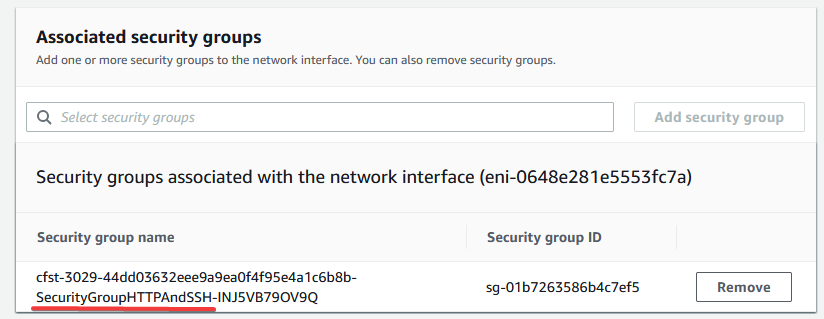 Associated security groups
Add one or more security groups to the network interface. You can also remove security groups.
Select security groups
Add security group
Security groups associated with the network interface (eni-0648e281e5553fc7a)
Security group name
Security group ID
cfst-3029-44dd03632eee9a9ea0f4f95e4a1c6b8b-
SecurityGroupHTTPAndSSH-INJ5VB79OV9Q
sg-01b7263586b4c7ef5
Remove